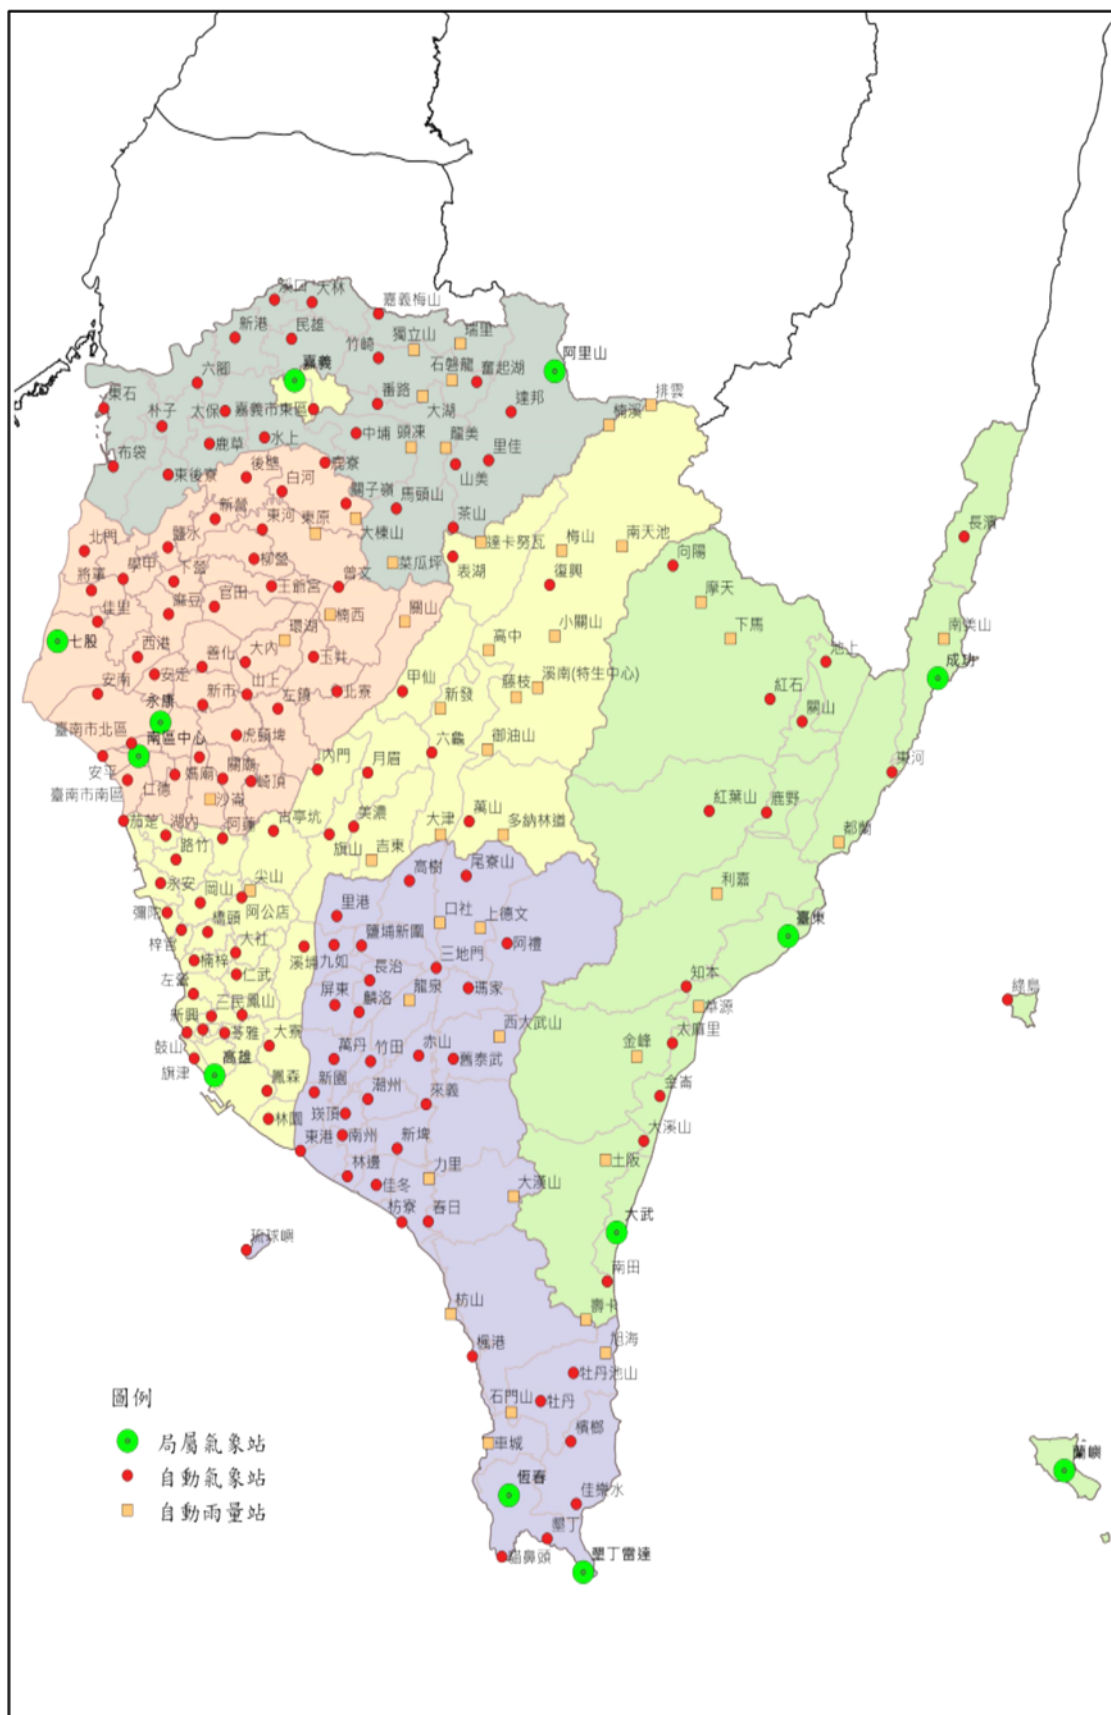 溪口
大林
嘉義梅山
新港
民雄
獨立山
瑞里
竹崎
阿里山
嘉義
石磐龍
奮起湖
六腳
番路
大湖
達邦
排雲
東石
朴子
太保
嘉義市東區
楠溪
中埔
頭凍
龍美
鹿草
水上
里佳
布袋
東後寮
後壁
鹿寮
山美
白河
關子嶺
馬頭山
新營
東河
東原
大棟山
茶山
長濱
北門
鹽水
達卡努瓦
梅山
南天池
柳營
菜瓜坪
表湖
向陽
學甲
下營
將軍
王爺宮
曾文
復興
摩天
佳里
麻豆
官田
楠西
關山
小關山
下馬
南美山
七股
環湖
高中
西港
善化
大內
玉井
池上
成功
安定
溪南(特生中心)
安南
新市
山上
左鎮
北寮
甲仙
新發
藤枝
紅石
關山
永康
臺南市北區
南區中心
虎頭埤
六龜
御油山
安平
媽廟
關廟
內門
月眉
東河
臺南市南區
仁德
崎頂
沙崙
紅葉山
鹿野
茄萣
湖內
阿蓮
古亭坑
美濃
旗山
大津
萬山
多納林道
都蘭
路竹
吉東
永安
岡山
尖山
高樹
尾寮山
利嘉
彌陀
阿公店
里港
口社
上德文
臺東
梓官
橋頭
大社
溪埔
九如
鹽埔新圍
阿禮
楠梓
仁武
長治
三地門
知本
左營
屏東
麟洛
龍泉
瑪家
綠島
新興
三民
鳳山
西大武山
太麻里
鼓山
苓雅
大寮
萬丹
竹田
赤山
舊泰武
金峰
旗津
高雄
鳳森
新園
潮州
來義
金崙
林園
崁頂
大溪山
東港
南州
新埤
土阪
林邊
佳冬
力里
大漢山
枋寮
春日
大武
琉球嶼
南田
枋山
壽卡
楓港
旭海
牡丹池山
石門山
牡丹
圖例
車城
檳榔
局屬氣象站
蘭嶼
自動氣象站
恆春
佳樂水
自動雨量站
墾丁
貓鼻頭
墾丁雷達